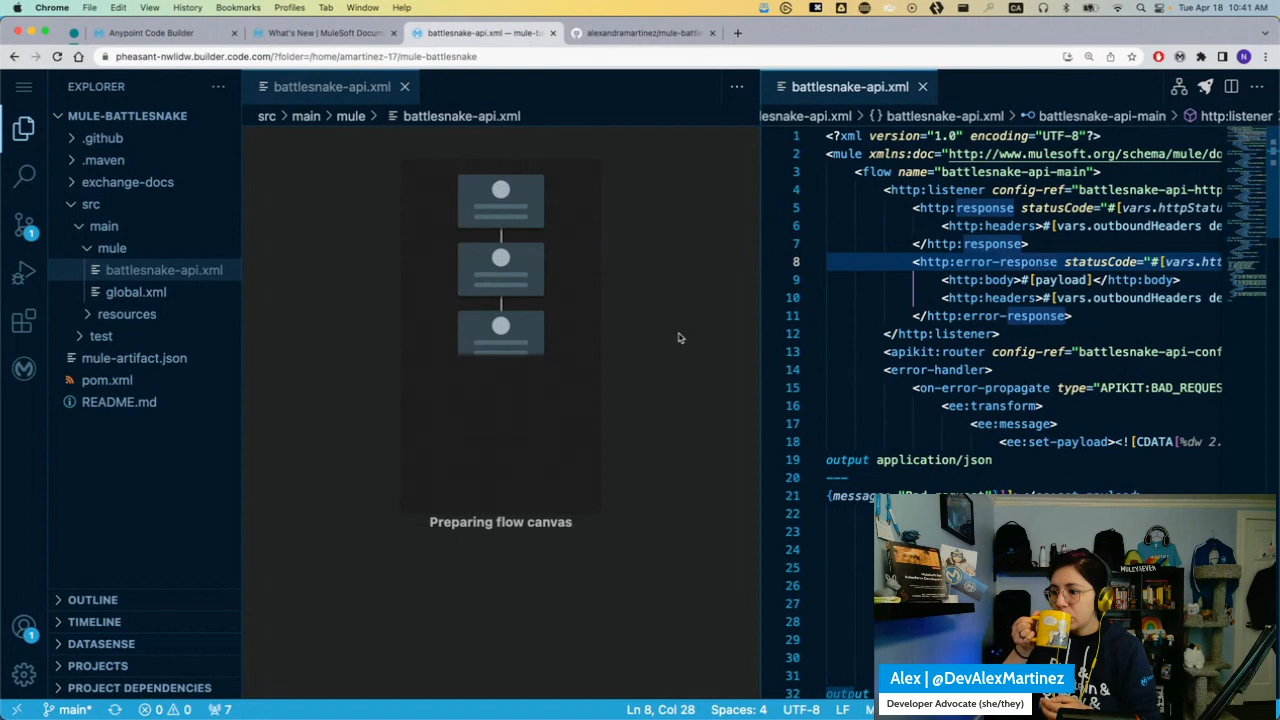 Chrome File Edit View History Bookmarks Profiles Tab Window Help Tue Apr 18 10:41 AM
Anypoint Code Builder
What's New | MuleSoft Docum
battlesnake-api.xml — mule-b
alexandramartinez/mule-battl
pheasant-nwlidw.builder.code.com/?folder=/home/amartinez-17/mule-battlesnake
EXPLORER
MULE-BATTLESNAKE
.github
.maven
exchange-docs
src
main
mule
battlesnake-api.xml
global.xml
resources
test
mule-artifact.json
pom.xml
README.md
OUTLINE
TIMELINE
DATASENSE
PROJECTS
PROJECT DEPENDENCIES
1
1
battlesnake-api.xml
src > main > mule > battlesnake-api.xml
Preparing flow canvas
battlesnake-api.xml
lesnake-api.xml > {} battlesnake-api.xml > battlesnake-api-main > http:listener
1 <?xml version="1.0" encoding="UTF-8"?>
2 <mule xmlns:doc="http://www.mulesoft.org/schema/mule/do
3 <flow name="battlesnake-api-main">
4 <http:listener config-ref="battlesnake-api-http
5 <http:response statusCode="#[vars.httpStatu
6 <http:headers>#[vars.outboundHeaders de
7 </http:response>
8 <http:error-response statusCode="#[vars.htt
9 <http:body>#[payload]</http:body>
10 <http:headers>#[vars.outboundHeaders de
11 </http:error-response>
12 </http:listener>
13 <apikit:router config-ref="battlesnake-api-conf
14 <error-handler>
15 <on-error-propagate type="APIKIT:BAD_REQUES
16 <ee:transform>
17 <ee:message>
18 <ee:set-payload><![CDATA[%dw 2.
19 output application/json
20 ---
21 {message
22
23
24
25
26
27
28
29
30
31
32 output
MULEY4EVER
Alex | @DevAlexMartinez
Developer Advocate (she/they)
main* 0 0 7
Ln 8, Col 28 Spaces: 4 UTF-8 LF